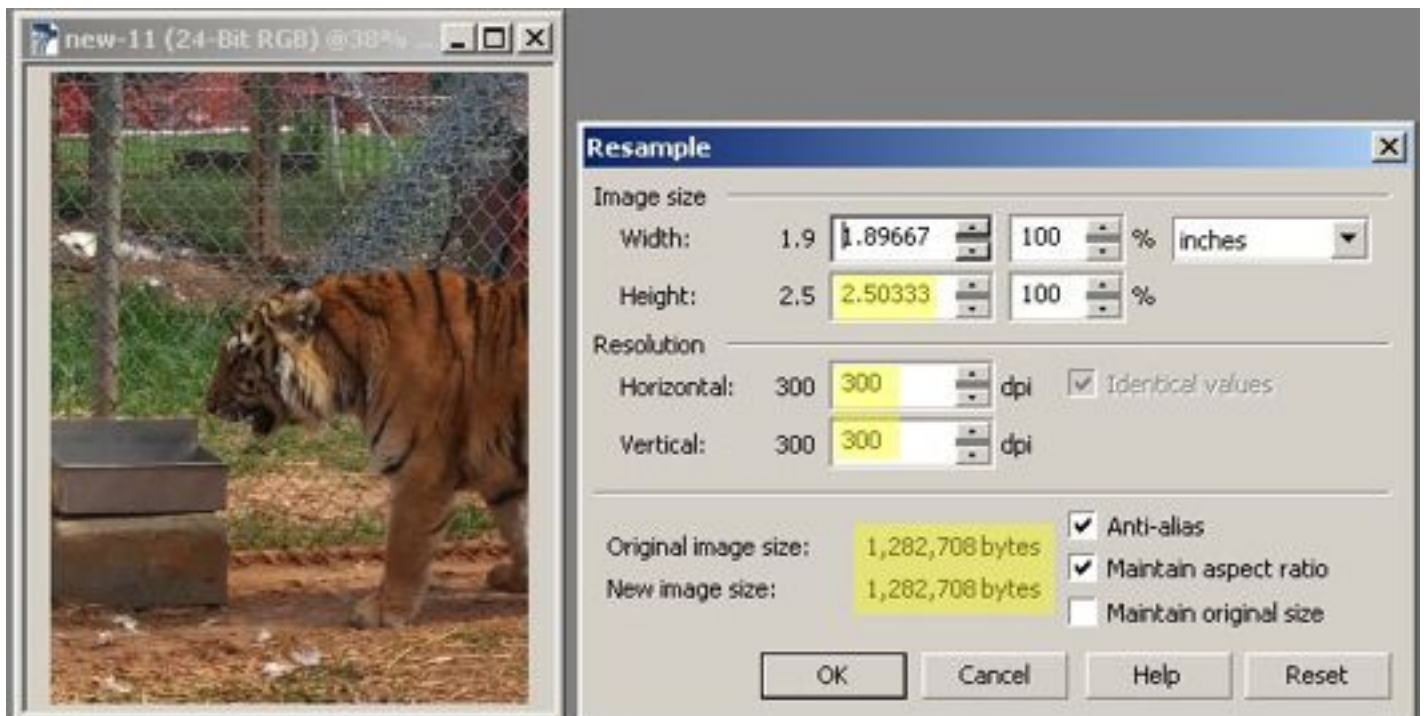 new-11 (24-Bit RGB) @38% ...
Resample
Image size
Width: 1.9 1.89667 100 % inches
Height: 2.5 2.50333 100 %
Resolution
Horizontal: 300 300 dpi Identical values
Vertical: 300 300 dpi
Original image size: 1,282,708 bytes
New image size: 1,282,708 bytes
Anti-alias
Maintain aspect ratio
Maintain original size
OK Cancel Help Reset